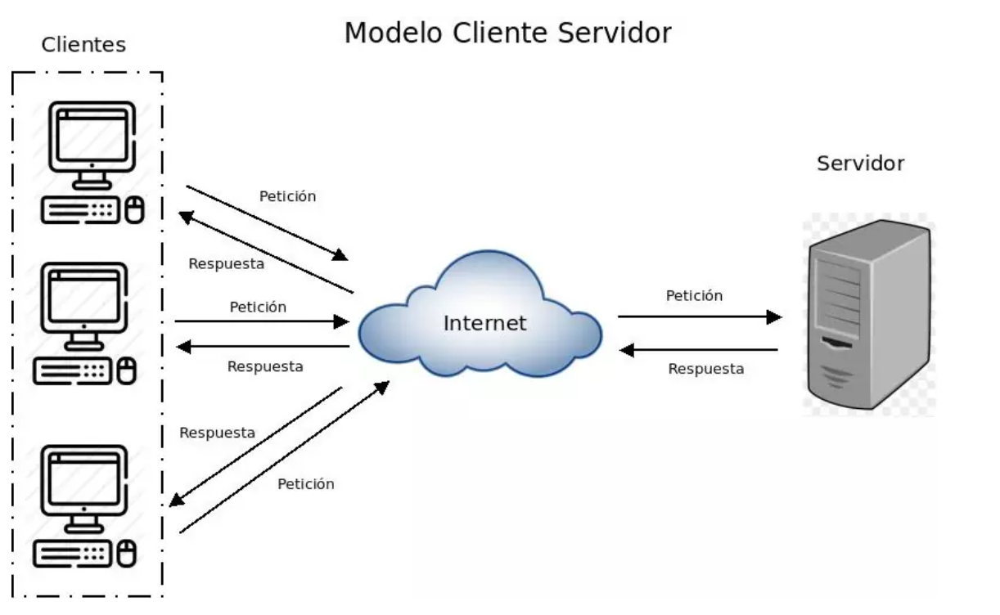 Modelo Cliente Servidor
Clientes
Servidor
Petición
Respuesta
Petición
Respuesta
Respuesta
Petición
Internet
Petición
Respuesta